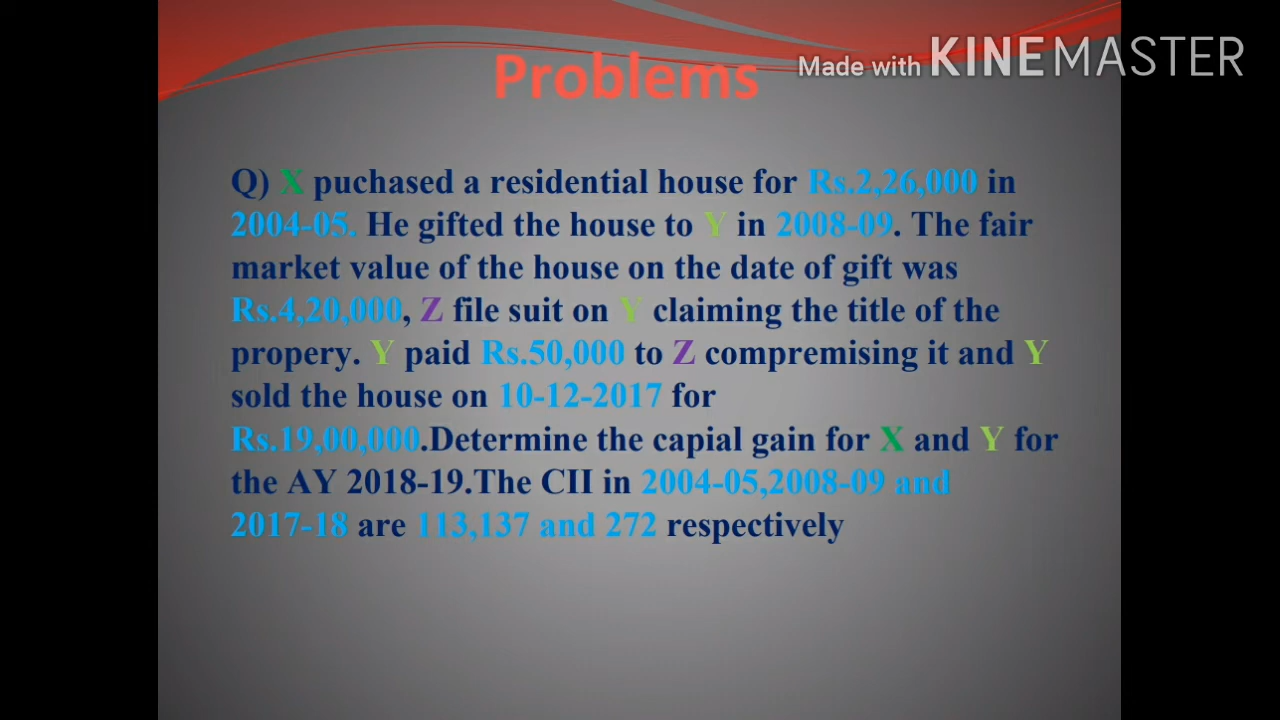 Problems
Made with KINEMASTER
Q) X puchased a residential house for Rs.2,26,000 in
2004-05. He gifted the house to Y in 2008-09. The fair
market value of the house on the date of gift was
Rs.4,20,000, Z file suit on Y claiming the title of the
propery. Y paid Rs.50,000 to Z compremising it and Y
sold the house on 10-12-2017 for
Rs.19,00,000.Determine the capial gain for X and Y for
the AY 2018-19.The CII in 2004-05,2008-09 and
2017-18 are 113,137 and 272 respectively